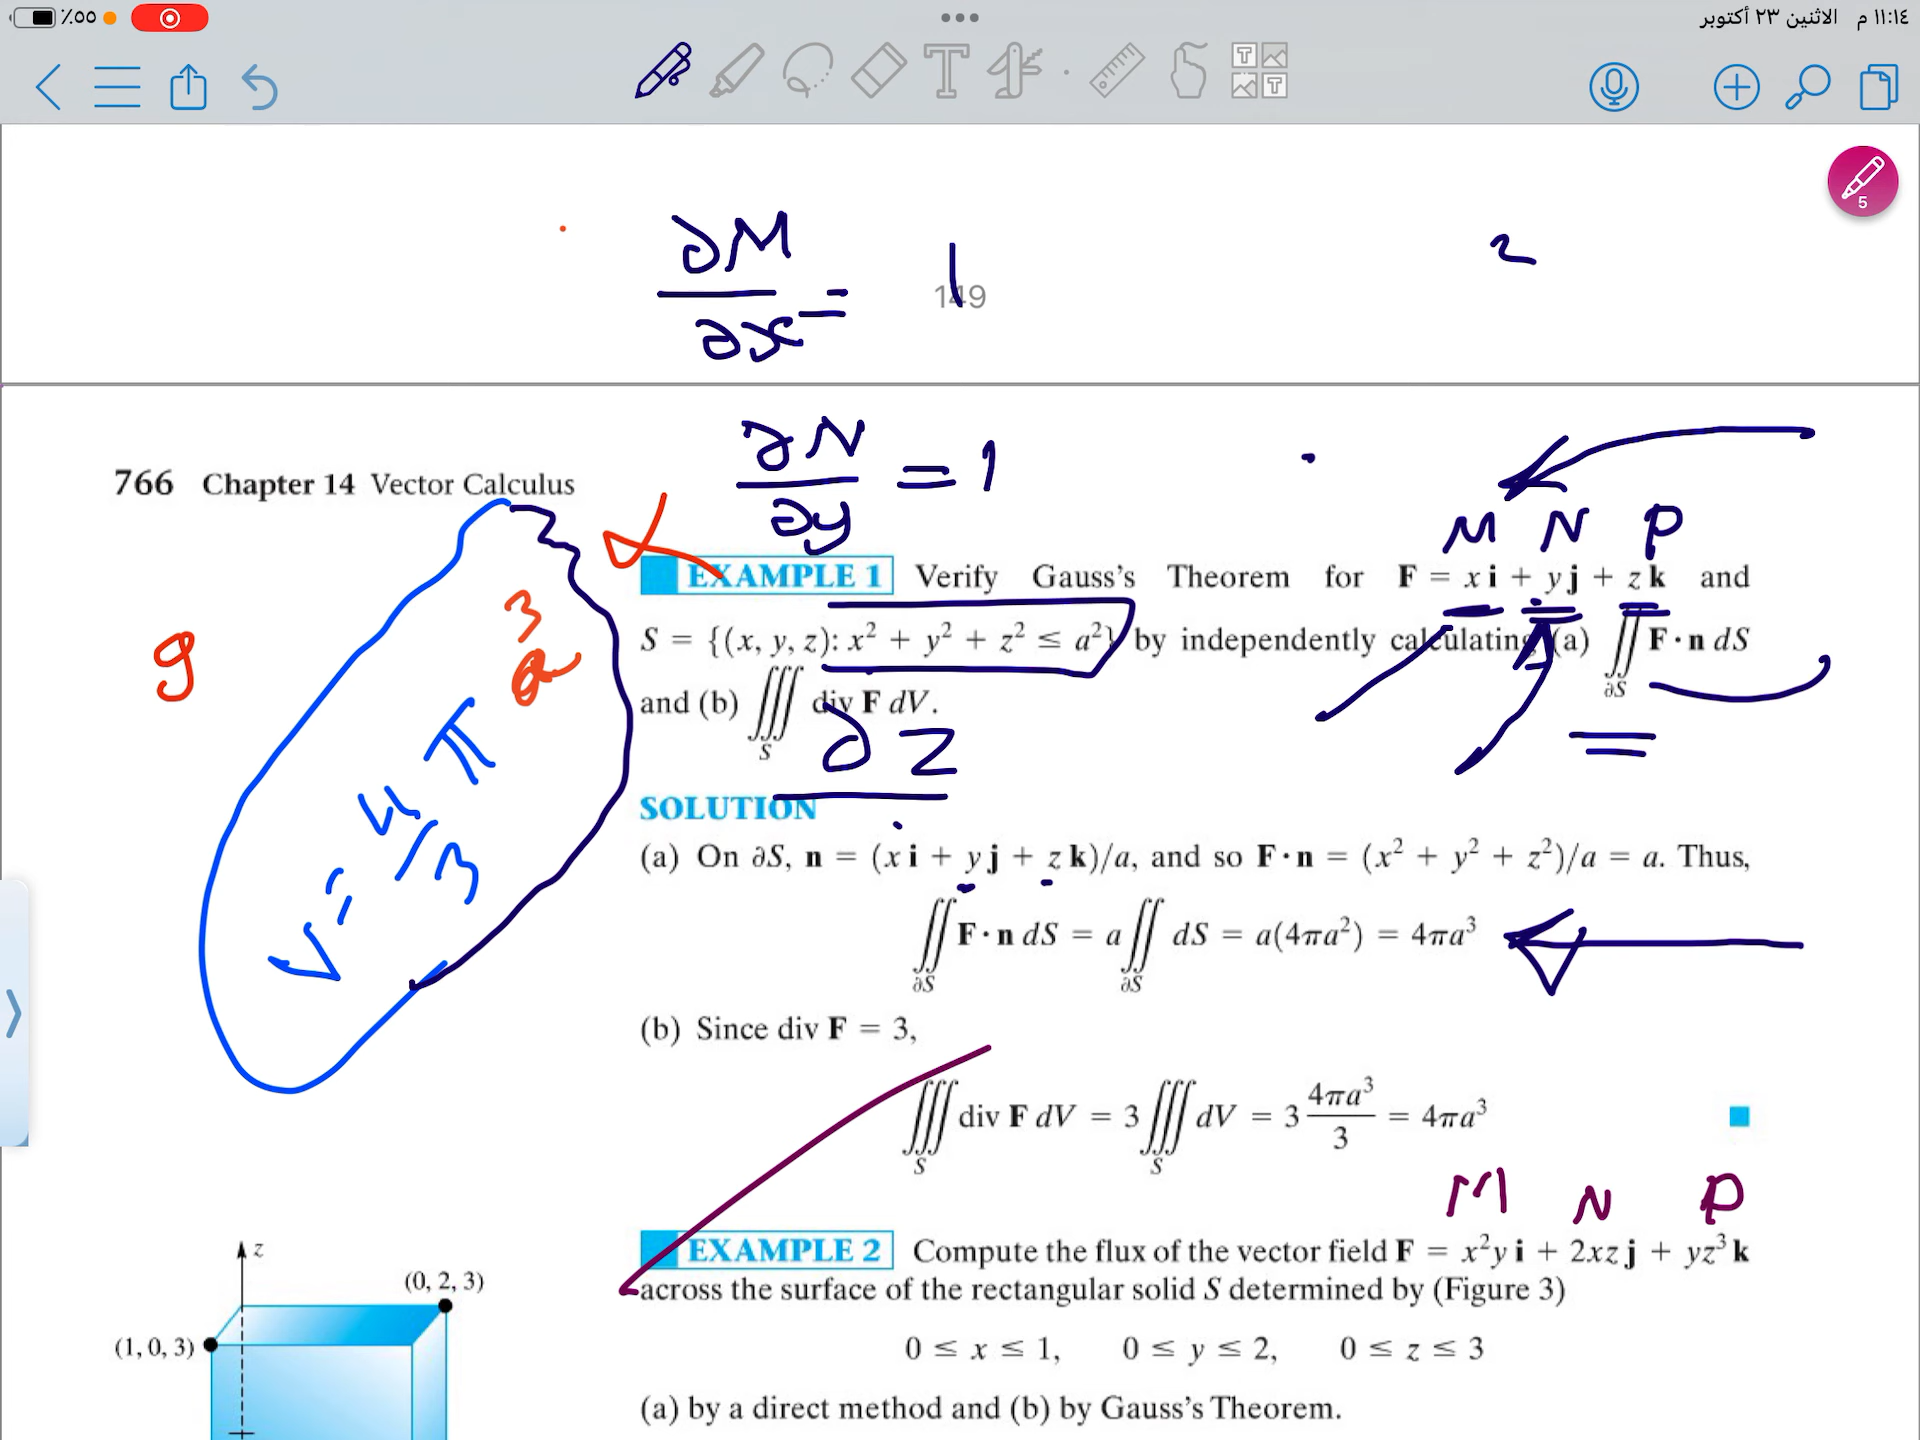 ٪٥٥
١١:١٤ م الاثنين ٢٣ أكتوبر
5
∂M/∂x = 1
2
149
766 Chapter 14 Vector Calculus
∂N/∂y = 1
M N P
EXAMPLE 1 Verify Gauss's Theorem for F = x i + y j + z k and
S = {(x, y, z): x² + y² + z² ≤ a²} by independently calculating (a) ∬∂S F · n dS
and (b) ∭S div F dV.
∂z
g
V = 4/3 π a³
SOLUTION
(a) On ∂S, n = (x i + y j + z k)/a, and so F · n = (x² + y² + z²)/a = a. Thus,
∬∂S F · n dS = a ∬∂S dS = a(4πa²) = 4πa³
(b) Since div F = 3,
∭S div F dV = 3 ∭S dV = 3 4πa³/3 = 4πa³
M N P
EXAMPLE 2 Compute the flux of the vector field F = x²y i + 2xz j + yz³ k
across the surface of the rectangular solid S determined by (Figure 3)
0 ≤ x ≤ 1, 0 ≤ y ≤ 2, 0 ≤ z ≤ 3
(a) by a direct method and (b) by Gauss's Theorem.
z
(0, 2, 3)
(1, 0, 3)